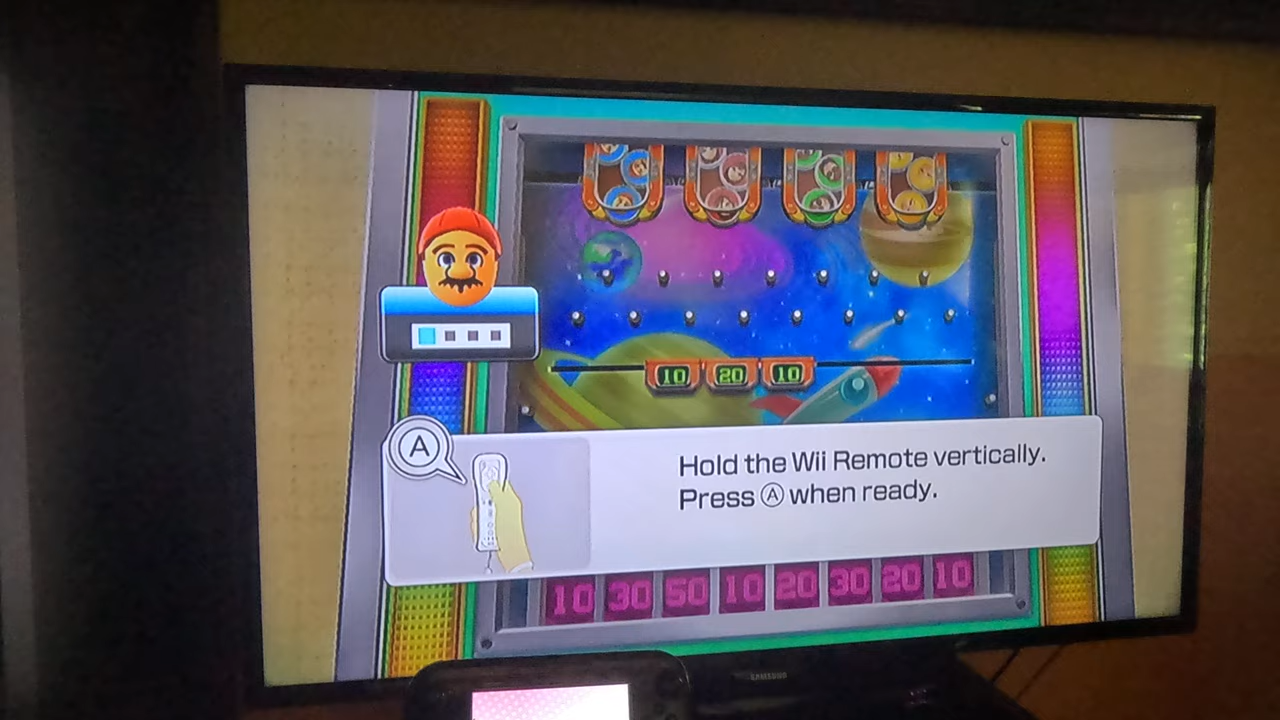 10 20 10
A
Hold the Wii Remote vertically.
Press Ⓐ when ready.
10 30 50 10 20 30 20 10
SAMSUNG